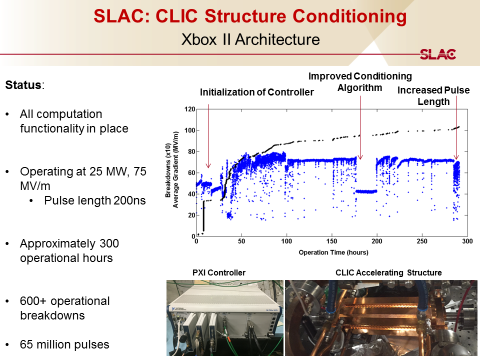 SLAC: CLIC Structure Conditioning
Xbox II Architecture
SLAC
Status:
• All computation
functionality in place
• Operating at 25 MW, 75
MV/m
• Pulse length 200ns
• Approximately 300
operational hours
• 600+ operational
breakdowns
• 65 million pulses
Initialization of Controller
Improved Conditioning
Algorithm
Increased Pulse
Length
Breakdowns (x10)
Average Gradient (MV/m)
120
100
80
60
40
20
0
0 50 100 150 200 250 300
Operation Time (hours)
PXI Controller
CLIC Accelerating Structure